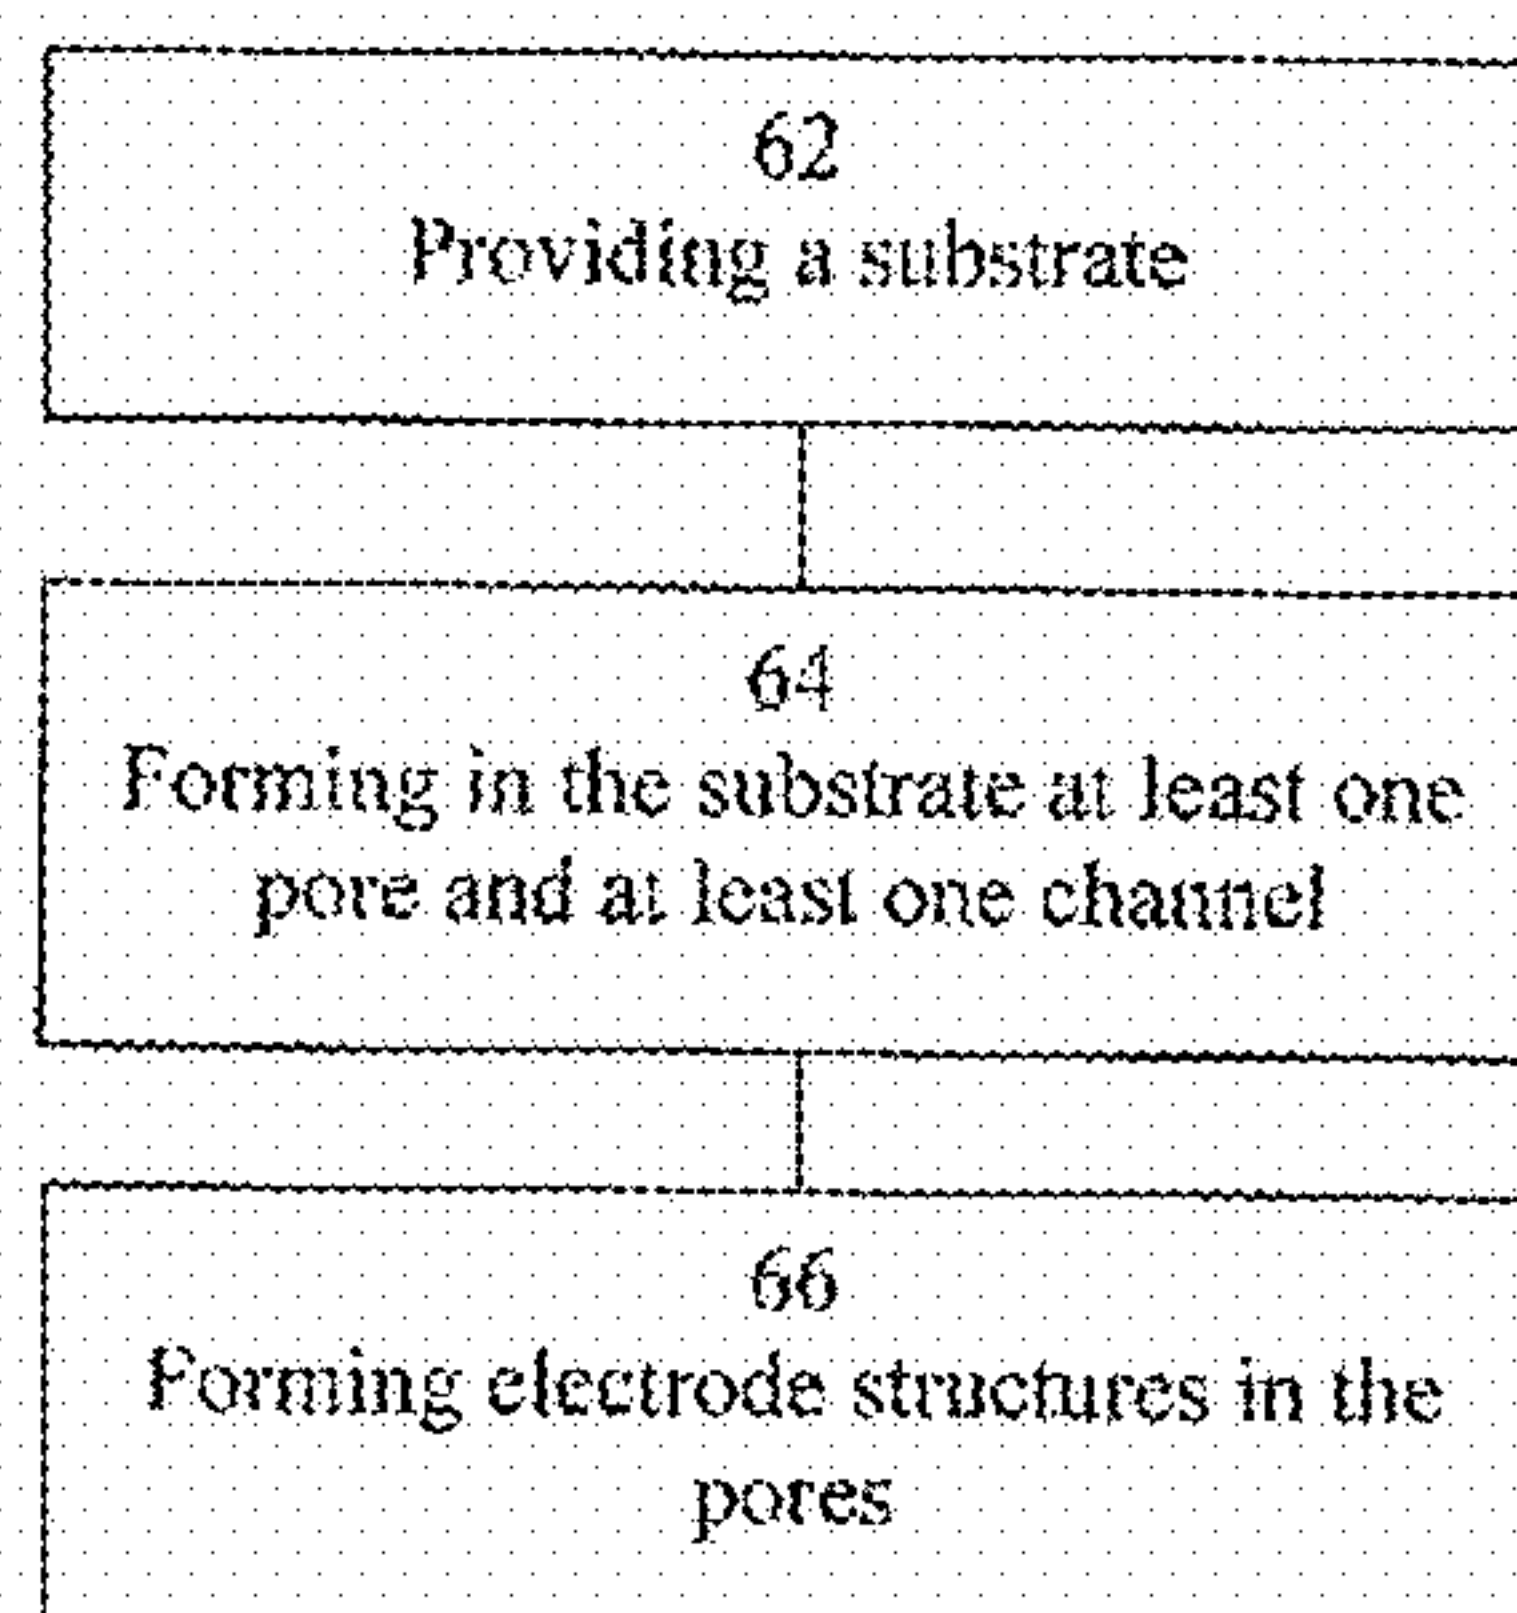 62
Providing a substrate
64
Forming in the substrate at least one
pore and at least one channel
66
Forming electrode structures in the
pores